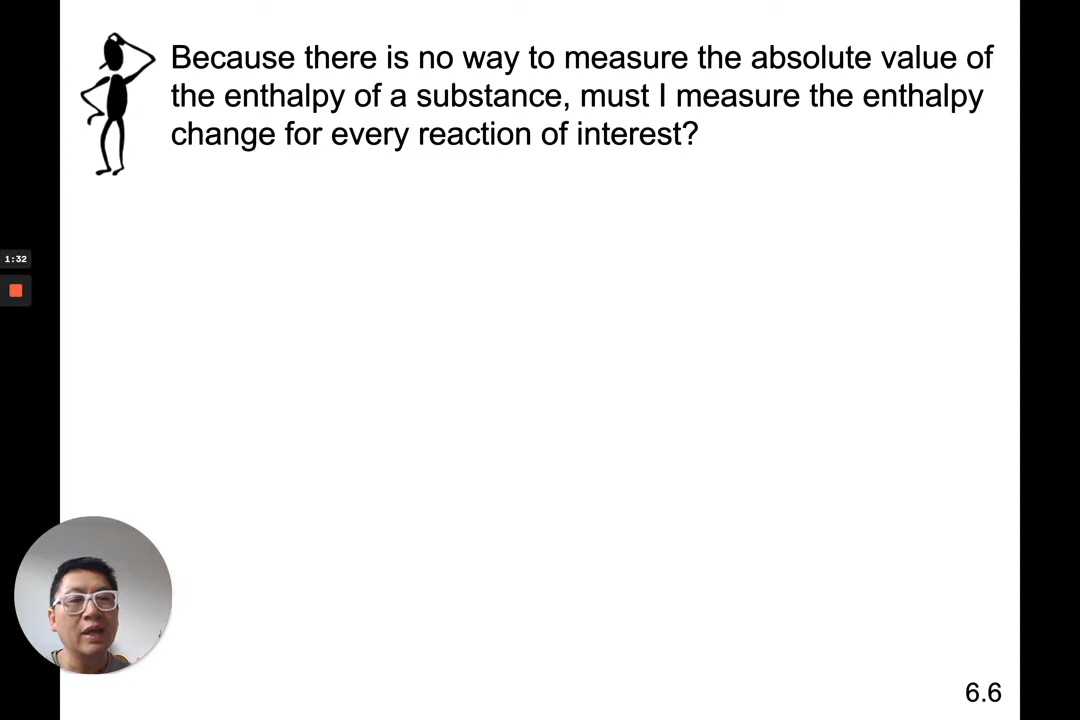 Because there is no way to measure the absolute value of
the enthalpy of a substance, must I measure the enthalpy
change for every reaction of interest?
1:32
6.6